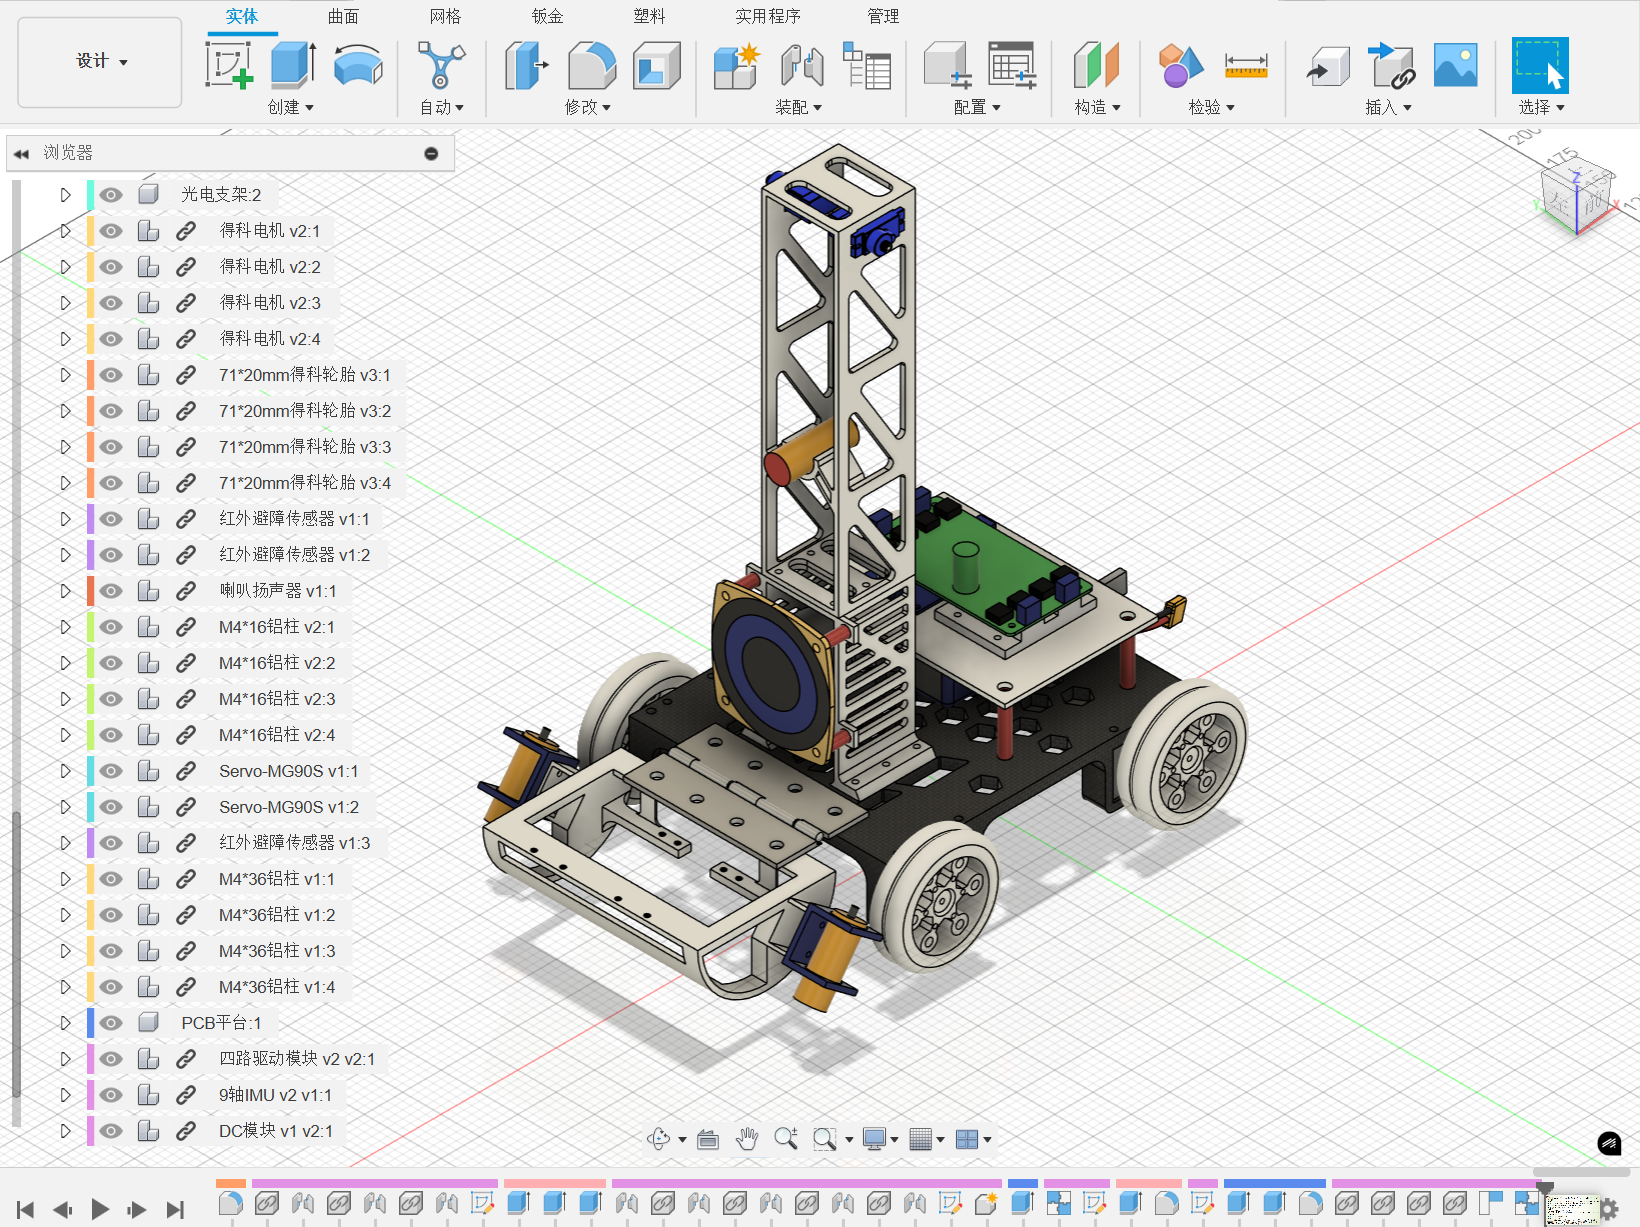 实体 曲面 网格 钣金 塑料 实用程序 管理
设计
创建 自动 修改 装配 配置 构造 检验 插入 选择
浏览器
光电支架:2
得科电机 v2:1
得科电机 v2:2
得科电机 v2:3
得科电机 v2:4
71*20mm得科轮胎 v3:1
71*20mm得科轮胎 v3:2
71*20mm得科轮胎 v3:3
71*20mm得科轮胎 v3:4
红外避障传感器 v1:1
红外避障传感器 v1:2
喇叭扬声器 v1:1
M4*16铝柱 v2:1
M4*16铝柱 v2:2
M4*16铝柱 v2:3
M4*16铝柱 v2:4
Servo-MG90S v1:1
Servo-MG90S v1:2
红外避障传感器 v1:3
M4*36铝柱 v1:1
M4*36铝柱 v1:2
M4*36铝柱 v1:3
M4*36铝柱 v1:4
PCB平台:1
四路驱动模块 v2 v2:1
9轴IMU v2 v1:1
DC模块 v1 v2:1
200
175
Z
Y
X
左
前